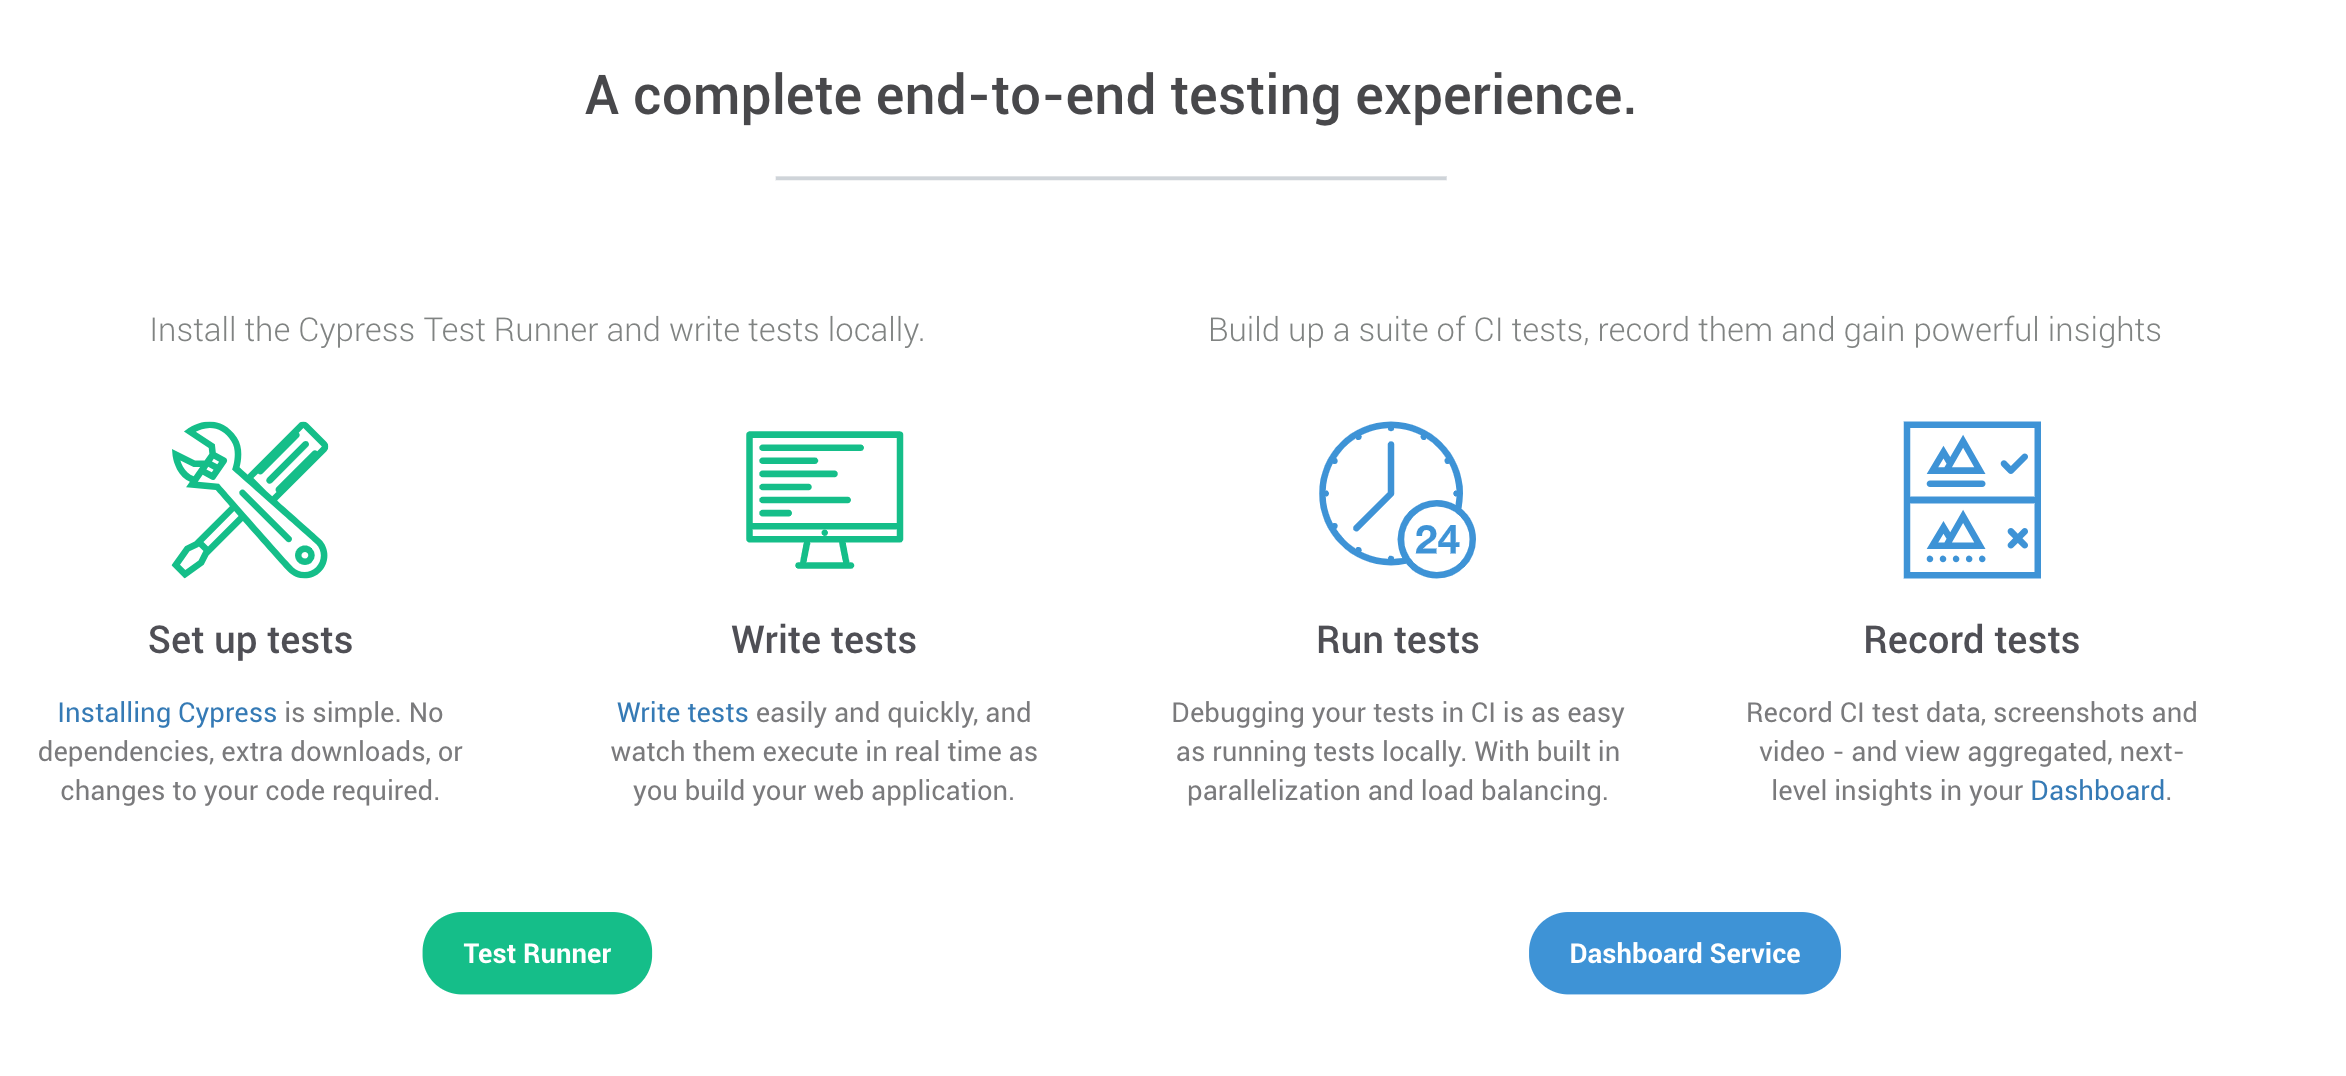 A complete end-to-end testing experience.
Install the Cypress Test Runner and write tests locally.
Build up a suite of CI tests, record them and gain powerful insights
24
Set up tests
Installing Cypress is simple. No
dependencies, extra downloads, or
changes to your code required.
Write tests
Write tests easily and quickly, and
watch them execute in real time as
you build your web application.
Run tests
Debugging your tests in CI is as easy
as running tests locally. With built in
parallelization and load balancing.
Record tests
Record CI test data, screenshots and
video - and view aggregated, next-
level insights in your Dashboard.
Test Runner
Dashboard Service